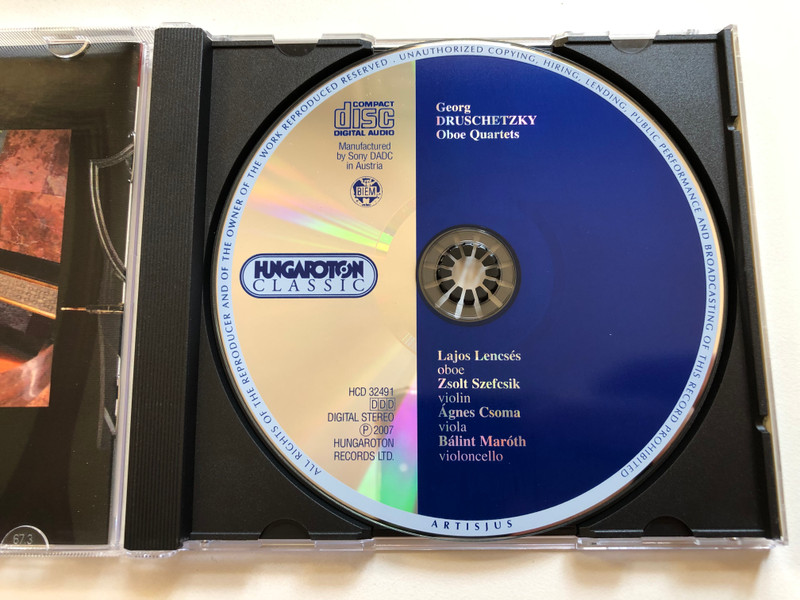 ALL RIGHTS OF THE REPRODUCER AND OF THE OWNER OF THE WORK REPRODUCED RESERVED · UNAUTHORIZED COPYING, HIRING, LENDING, PUBLIC PERFORMANCE AND BROADCASTING OF THIS RECORD PROHIBITED
COMPACT
disc
DIGITAL AUDIO
Manufactured
by Sony DADC
in Austria
BIEM
HUNGAROTON
CLASSIC
HCD 32491
DDD
DIGITAL STEREO
Ⓟ 2007
HUNGAROTON
RECORDS LTD.
Georg
DRUSCHETZKY
Oboe Quartets
Lajos Lencsés
oboe
Zsolt Szefcsik
violin
Ágnes Csoma
viola
Bálint Maróth
violoncello
ARTISJUS
67.3